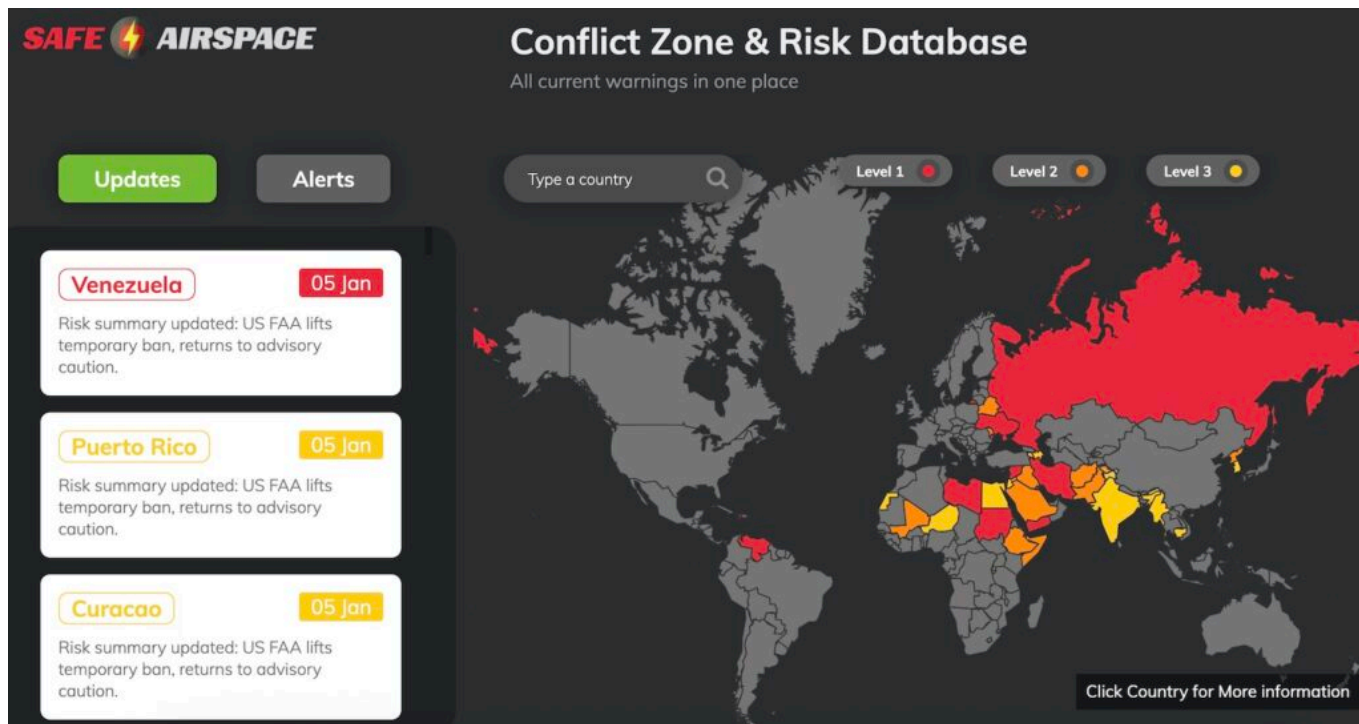 SAFE AIRSPACE
Conflict Zone & Risk Database
All current warnings in one place
Updates
Alerts
Type a country
Level 1
Level 2
Level 3
Venezuela
05 Jan
Risk summary updated: US FAA lifts
temporary ban, returns to advisory
caution.
Puerto Rico
05 Jan
Risk summary updated: US FAA lifts
temporary ban, returns to advisory
caution.
Curacao
05 Jan
Risk summary updated: US FAA lifts
temporary ban, returns to advisory
caution.
Click Country for More information